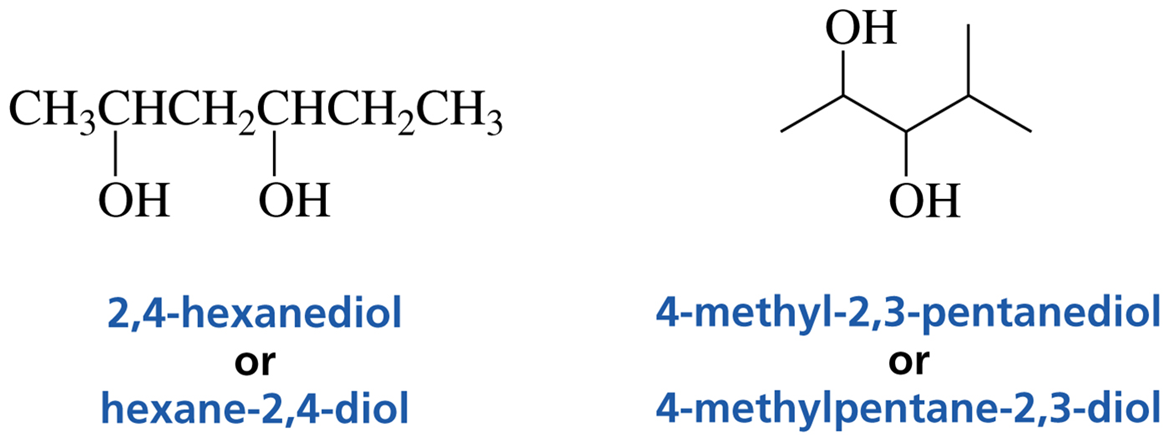 CH₃CHCH₂CHCH₂CH₃
OH OH
2,4-hexanediol
or
hexane-2,4-diol
OH
OH
4-methyl-2,3-pentanediol
or
4-methylpentane-2,3-diol